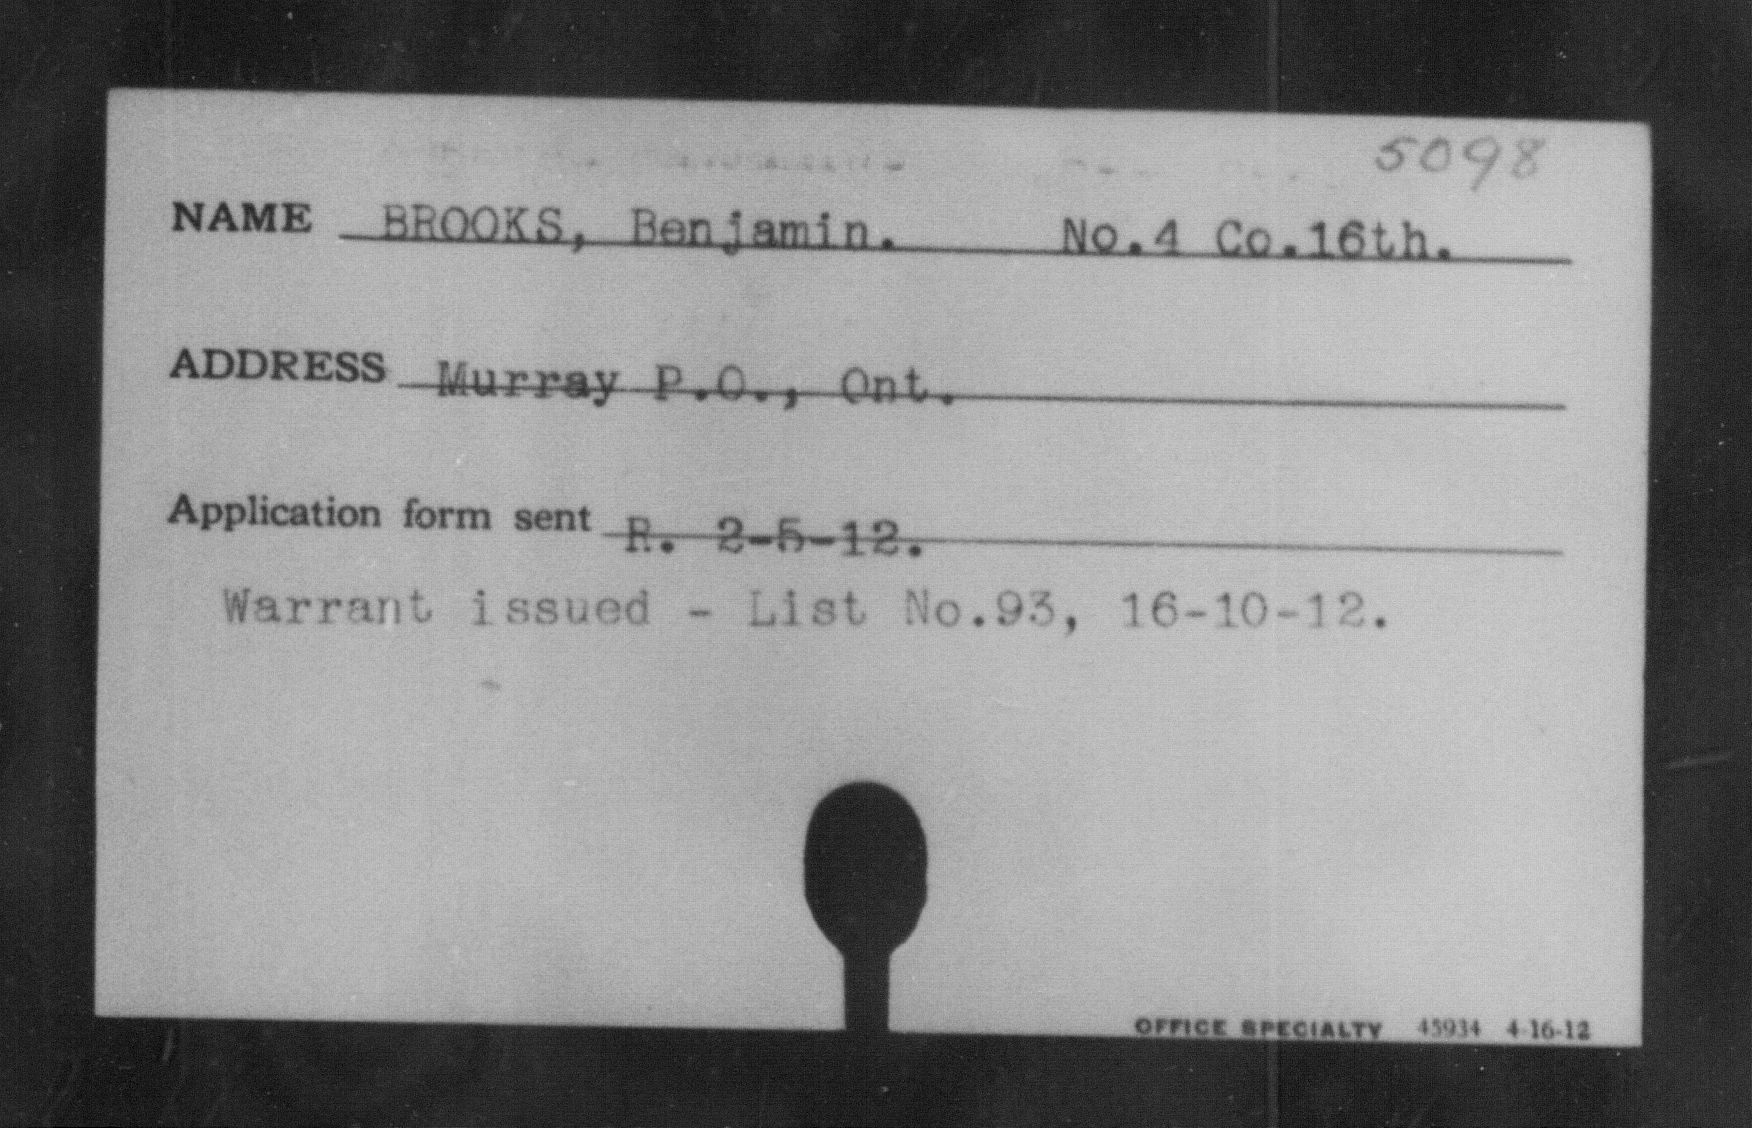 5098
NAME BROOKS, Benjamin. No.4 Co.16th.
ADDRESS Murray P.O., Ont.
Application form sent R. 2-5-12.
Warrant issued - List No.93, 16-10-12.
OFFICE SPECIALTY 45934 4-16-12